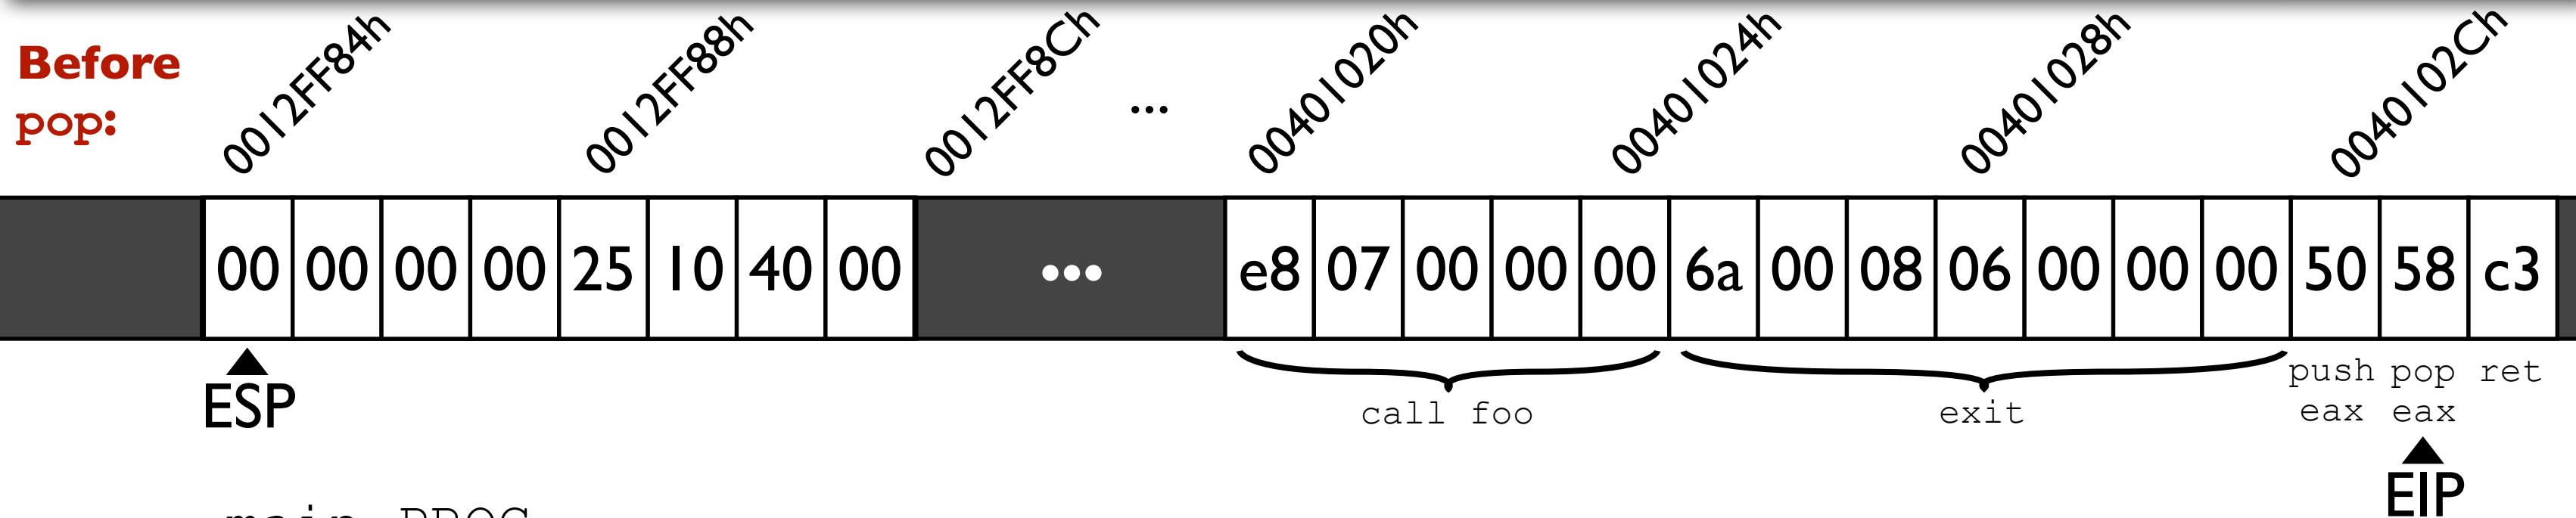 Before
pop:
0012FF84h
0012FF88h
0012FF8Ch
...
00401020h
00401024h
00401028h
0040102Ch
00 00 00 00 25 10 40 00 ... e8 07 00 00 00 6a 00 08 06 00 00 00 50 58 c3
ESP
call foo
exit
push eax
pop eax
ret
EIP
main PROC